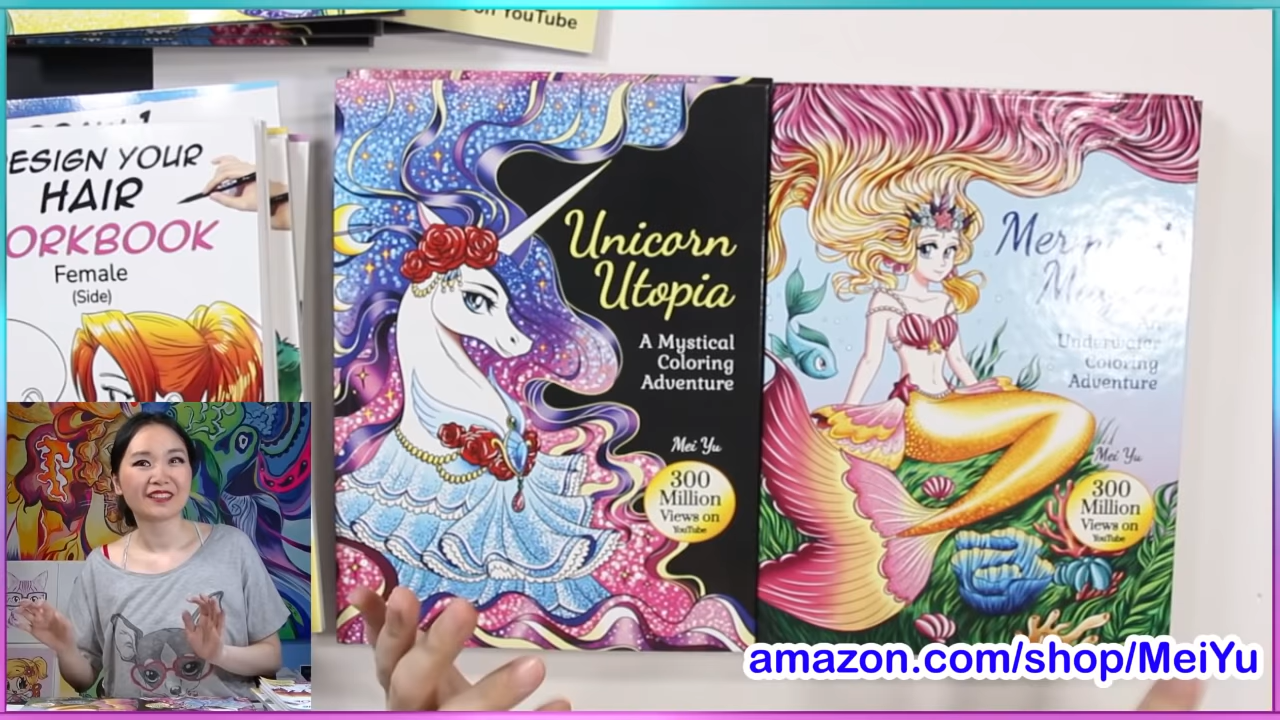 on YouTube
ESIGN YOUR
HAIR
ORKBOOK
Female
(Side)
Unicorn
Utopia
A Mystical
Coloring
Adventure
Mei Yu
300
Million
Views on
YouTube
Underwater
Coloring
Adventure
Mei Yu
300
Million
Views on
YouTube
amazon.com/shop/MeiYu